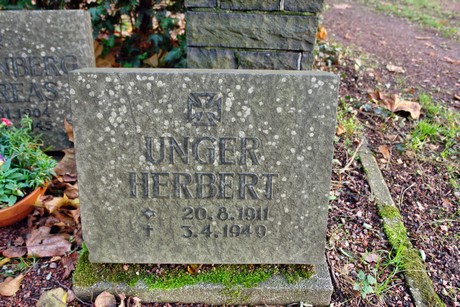 UNGER
HERBERT
* 20.8.1911
† 3.4.1949